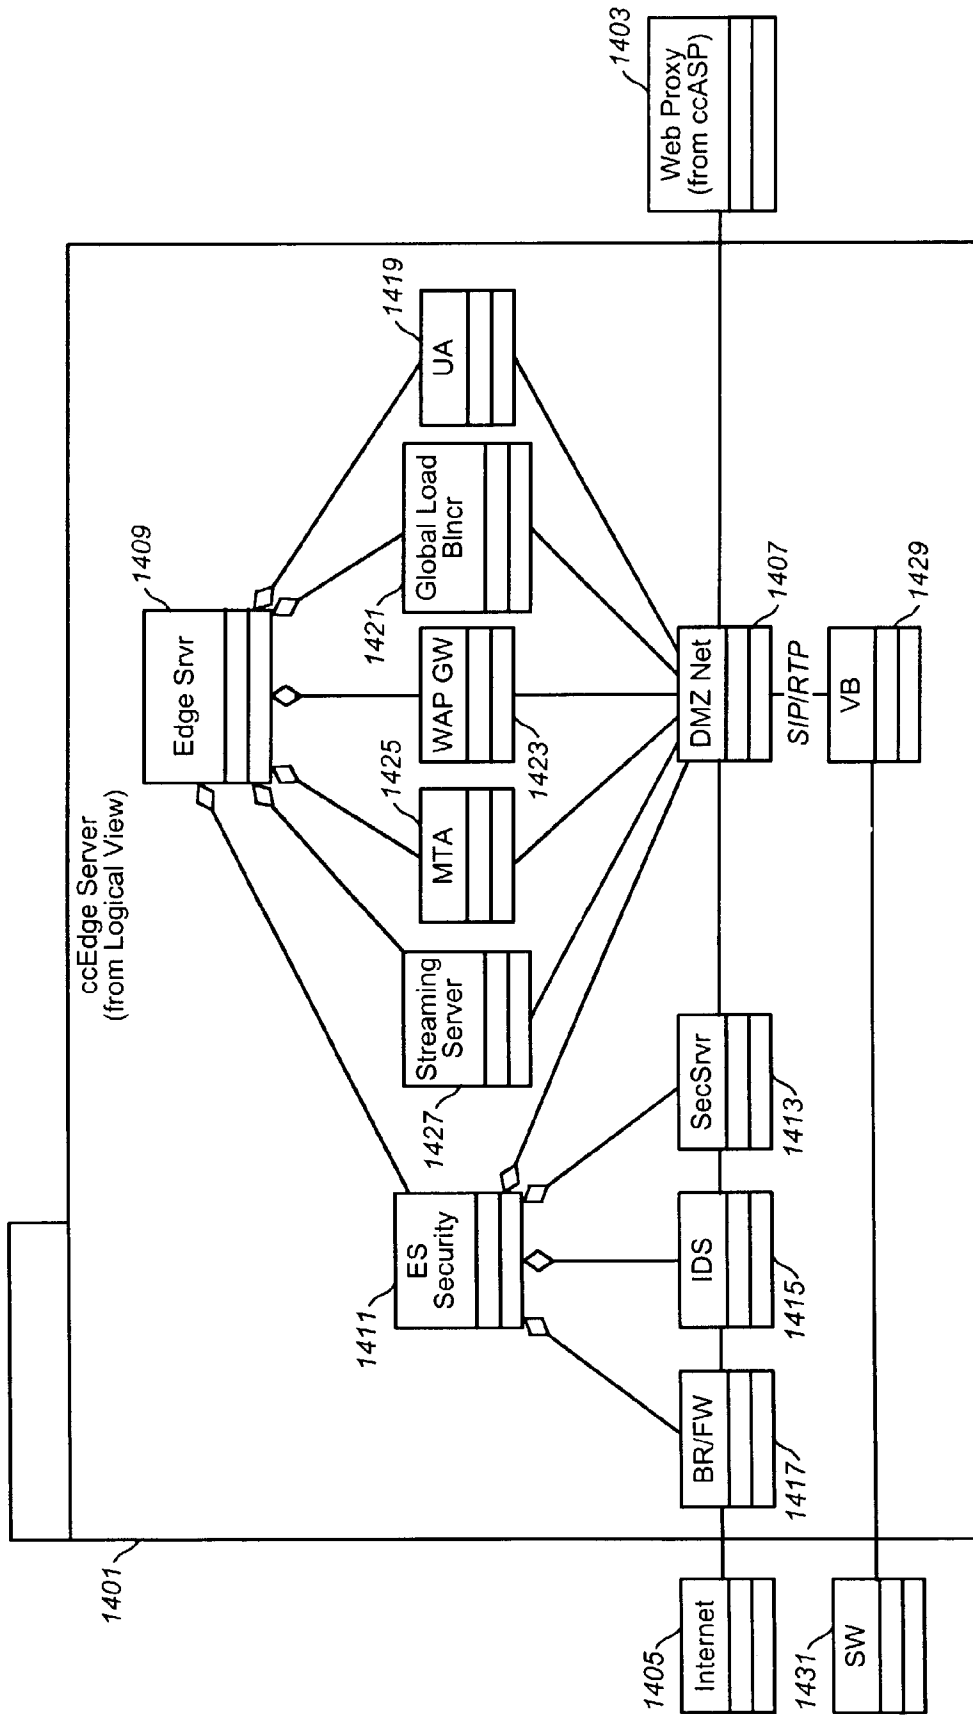 ccEdge Server
(from Logical View)
1401
Edge Srvr
1409
ES
Security
1411
Streaming
Server
1427
MTA
1425
WAP GW
1423
Global Load
Blncr
1421
UA
1419
Internet
1405
BR/FW
1417
IDS
1415
SecSrvr
1413
DMZ Net
1407
Web Proxy
(from ccASP)
1403
SIP/RTP
SW
1431
VB
1429